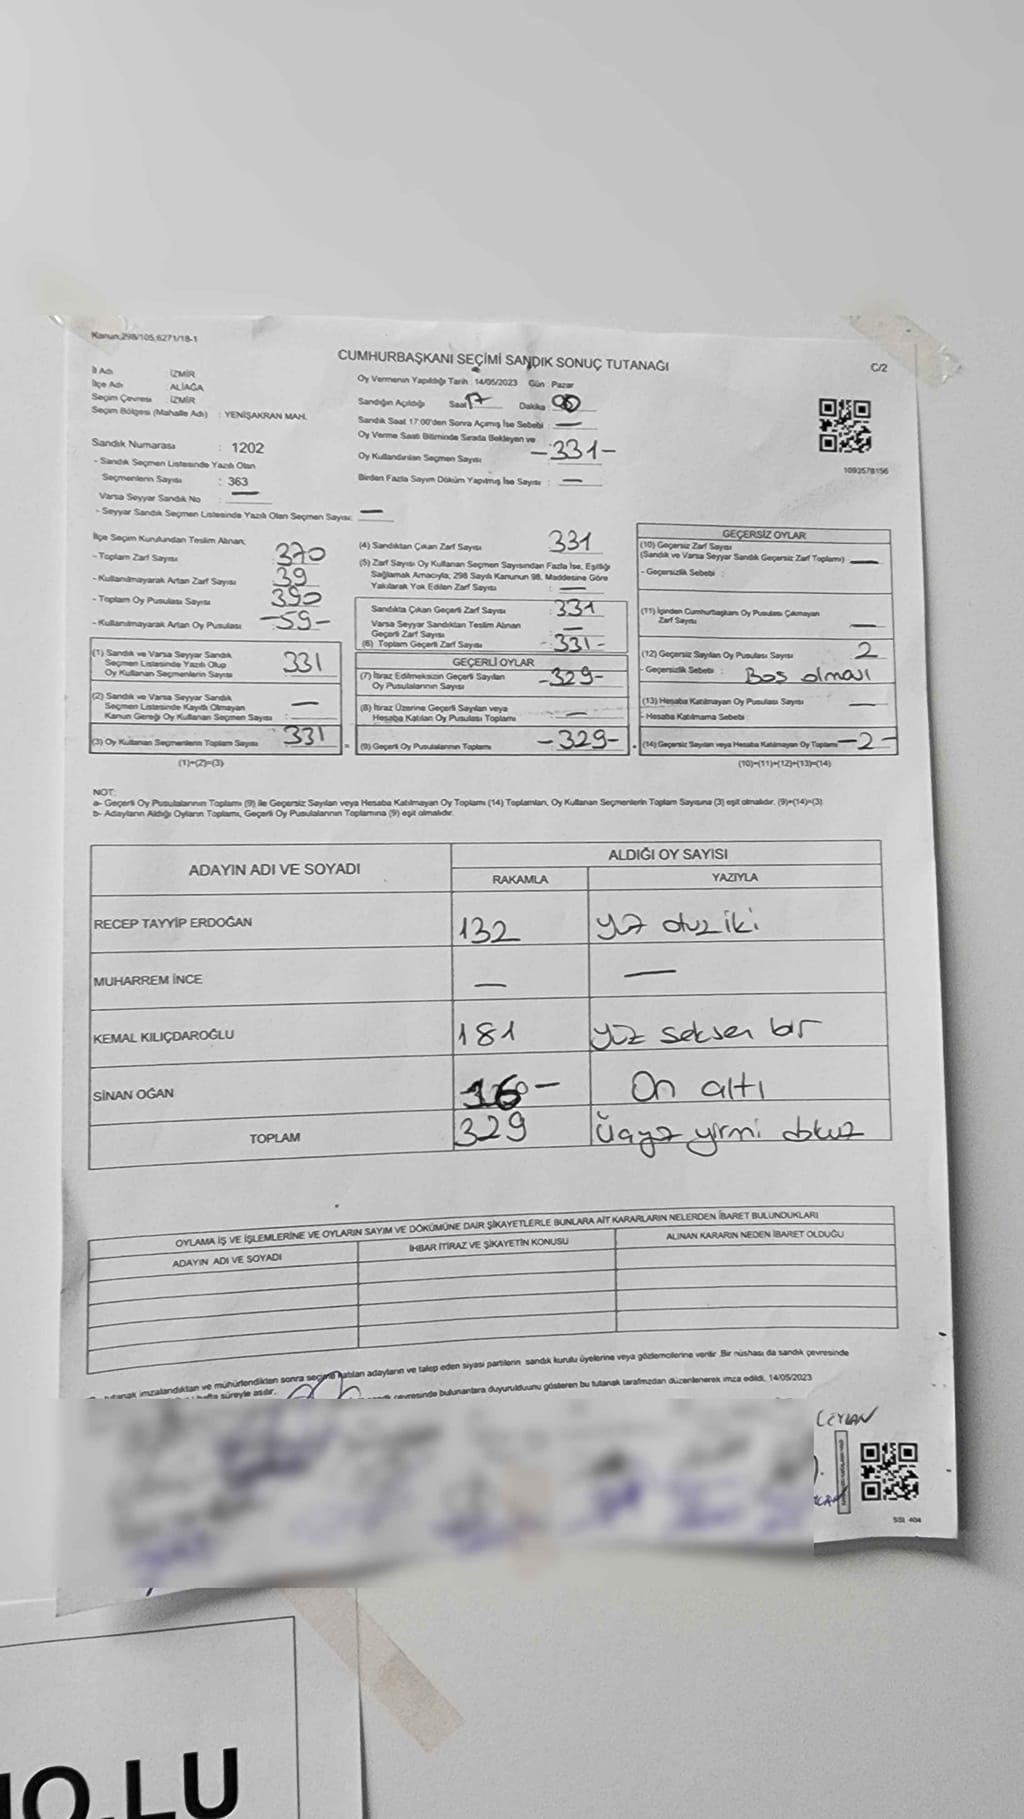 Kanun:298/105,6271/18-1
CUMHURBAŞKANI SEÇİMİ SANDIK SONUÇ TUTANAĞI
C/2
İl Adı İZMİR
İlçe Adı ALİAĞA
Seçim Çevresi İZMİR
Seçim Bölgesi (Mahalle Adı) : YENİŞAKRAN MAH.
Oy Vermenin Yapıldığı Tarih : 14/05/2023 Gün : Pazar
Sandığın Açıldığı Saat 17 Dakika 00
Sandık Saat 17:00'den Sonra Açılmış İse Sebebi : —
Oy Verme Saati Bitiminde Sırada Bekleyen ve
Oy Kullandırılan Seçmen Sayısı : -331-
Birden Fazla Sayım Döküm Yapılmış İse Sayısı : —
1093578156
Sandık Numarası : 1202
- Sandık Seçmen Listesinde Yazılı Olan
Seçmenlerin Sayısı : 363
Varsa Seyyar Sandık No : —
- Seyyar Sandık Seçmen Listesinde Yazılı Olan Seçmen Sayısı: —
İlçe Seçim Kurulundan Teslim Alınan;
- Toplam Zarf Sayısı : 370
- Kullanılmayarak Artan Zarf Sayısı : 39
- Toplam Oy Pusulası Sayısı : 390
- Kullanılmayarak Artan Oy Pusulası : -59-
(1) Sandık ve Varsa Seyyar Sandık
Seçmen Listesinde Yazılı Olup
Oy Kullanan Seçmenlerin Sayısı : 331
(2) Sandık ve Varsa Seyyar Sandık
Seçmen Listesinde Kayıtlı Olmayan
Kanun Gereği Oy Kullanan Seçmen Sayısı : —
(3) Oy Kullanan Seçmenlerin Toplam Sayısı : 331
(1)+(2)=(3)
(4) Sandıktan Çıkan Zarf Sayısı : 331
(5) Zarf Sayısı Oy Kullanan Seçmen Sayısından Fazla İse, Eşitliği
Sağlamak Amacıyla; 298 Sayılı Kanunun 98. Maddesine Göre
Yakılarak Yok Edilen Zarf Sayısı : —
Sandıkta Çıkan Geçerli Zarf Sayısı : 331
Varsa Seyyar Sandıktan Teslim Alınan
Geçerli Zarf Sayısı : —
(6) Toplam Geçerli Zarf Sayısı : -331-
GEÇERLİ OYLAR
(7) İtiraz Edilmeksizin Geçerli Sayılan
Oy Pusulalarının Sayısı : -329-
(8) İtiraz Üzerine Geçerli Sayılan veya
Hesaba Katılan Oy Pusulası Toplamı : —
(9) Geçerli Oy Pusulalarının Toplamı : -329-
GEÇERSİZ OYLAR
(10) Geçersiz Zarf Sayısı
(Sandık ve Varsa Seyyar Sandık Geçersiz Zarf Toplamı) —
- Geçersizlik Sebebi :
(11) İçinden Cumhurbaşkanı Oy Pusulası Çıkmayan
Zarf Sayısı —
(12) Geçersiz Sayılan Oy Pusulası Sayısı 2
- Geçersizlik Sebebi : Boş olması
(13) Hesaba Katılmayan Oy Pusulası Sayısı —
- Hesaba Katılmama Sebebi
(14) Geçersiz Sayılan veya Hesaba Katılmayan Oy Toplamı -2-
(10)+(11)+(12)+(13)=(14)
NOT:
a- Geçerli Oy Pusulalarının Toplamı (9) ile Geçersiz Sayılan veya Hesaba Katılmayan Oy Toplamı (14) Toplamları, Oy Kullanan Seçmenlerin Toplam Sayısına (3) eşit olmalıdır. (9)+(14)=(3)
b- Adayların Aldığı Oyların Toplamı, Geçerli Oy Pusulalarının Toplamına (9) eşit olmalıdır.
ADAYIN ADI VE SOYADI
ALDIĞI OY SAYISI
RAKAMLA YAZIYLA
RECEP TAYYİP ERDOĞAN 132 yüz otuz iki
MUHARREM İNCE — —
KEMAL KILIÇDAROĞLU 181 yüz seksen bir
SİNAN OĞAN 16- On altı
TOPLAM 329 Üçyüz yirmi dokuz
OYLAMA İŞ VE İŞLEMLERİNE VE OYLARIN SAYIM VE DÖKÜMÜNE DAİR ŞİKAYETLERLE BUNLARA AİT KARARLARIN NELERDEN İBARET BULUNDUKLARI
ADAYIN ADI VE SOYADI
İHBAR İTİRAZ VE ŞİKAYETİN KONUSU
ALINAN KARARIN NEDEN İBARET OLDUĞU
tutanak imzalandıktan ve mühürlendikten sonra seçime katılan adayların ve talep eden siyasi partilerin sandık kurulu üyelerine veya gözlemcilerine verilir. Bir nüshası da sandık çevresinde
hafta süreyle asılır. çevresinde bulunanlara duyurulduunu gösteren bu tutanak tarafımızdan düzenlenerek imza edildi. 14/05/2023
CEYLAN
SSI 404
O.LU